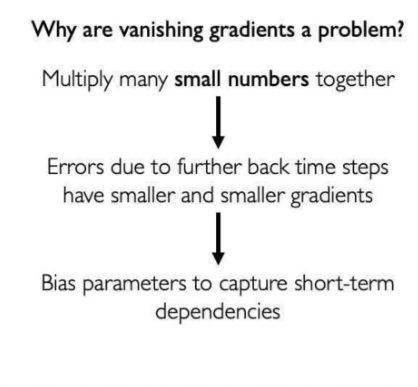 Why are vanishing gradients a problem?
Multiply many small numbers together
Errors due to further back time steps
have smaller and smaller gradients
Bias parameters to capture short-term
dependencies